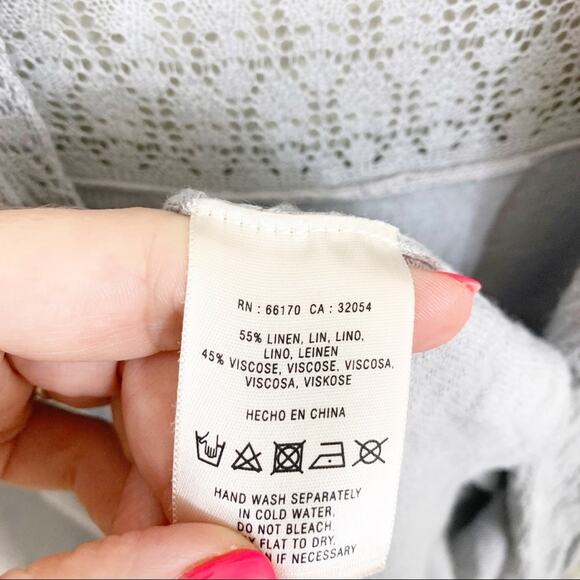 RN : 66170 CA : 32054
55% LINEN, LIN, LINO,
LINO, LEINEN
45% VISCOSE, VISCOSE, VISCOSA,
VISCOSA, VISKOSE
HECHO EN CHINA
HAND WASH SEPARATELY
IN COLD WATER.
DO NOT BLEACH.
FLAT TO DRY.
IF NECESSARY